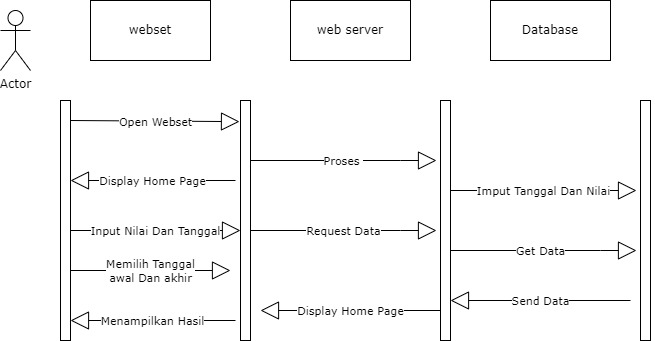 webset
web server
Database
Actor
Open Webset
Proses
Display Home Page
Imput Tanggal Dan Nilai
Input Nilai Dan Tanggal
Request Data
Get Data
Memilih Tanggal
awal Dan akhir
Send Data
Display Home Page
Menampilkan Hasil